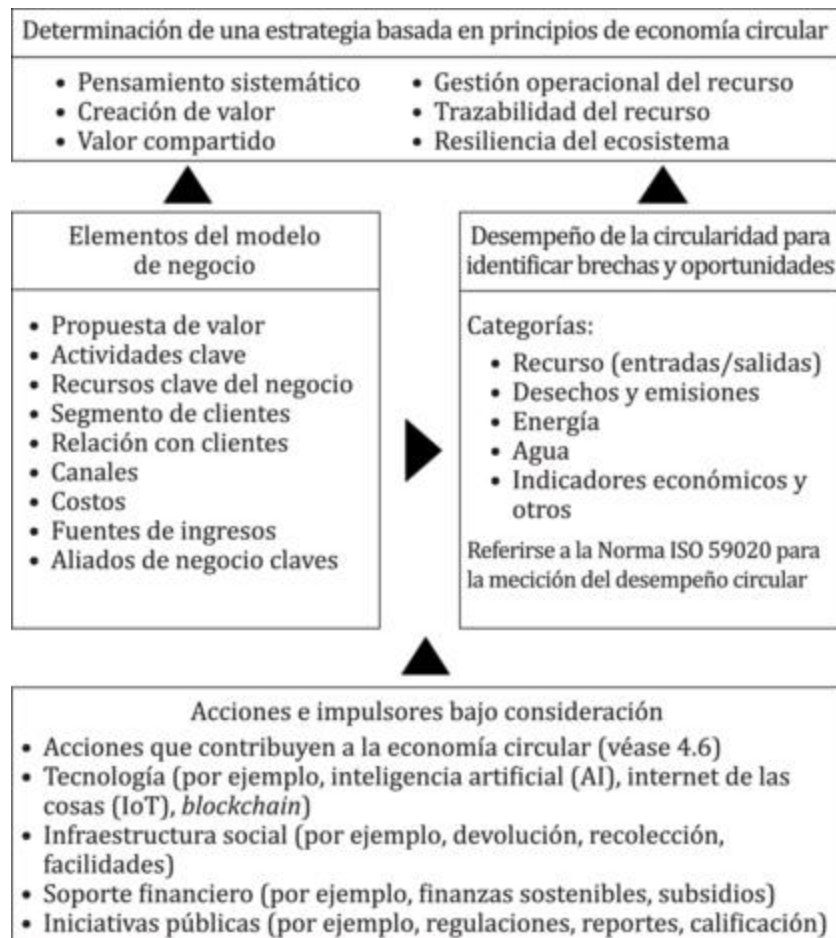 Determinación de una estrategia basada en principios de economía circular
• Pensamiento sistemático
• Creación de valor
• Valor compartido
• Gestión operacional del recurso
• Trazabilidad del recurso
• Resiliencia del ecosistema
Elementos del modelo
de negocio
• Propuesta de valor
• Actividades clave
• Recursos clave del negocio
• Segmento de clientes
• Relación con clientes
• Canales
• Costos
• Fuentes de ingresos
• Aliados de negocio claves
Desempeño de la circularidad para
identificar brechas y oportunidades
Categorías:
• Recurso (entradas/salidas)
• Desechos y emisiones
• Energía
• Agua
• Indicadores económicos y
otros
Referirse a la Norma ISO 59020 para
la mecición del desempeño circular
Acciones e impulsores bajo consideración
• Acciones que contribuyen a la economía circular (véase 4.6)
• Tecnología (por ejemplo, inteligencia artificial (AI), internet de las
cosas (IoT), blockchain)
• Infraestructura social (por ejemplo, devolución, recolección,
facilidades)
• Soporte financiero (por ejemplo, finanzas sostenibles, subsidios)
• Iniciativas públicas (por ejemplo, regulaciones, reportes, calificación)